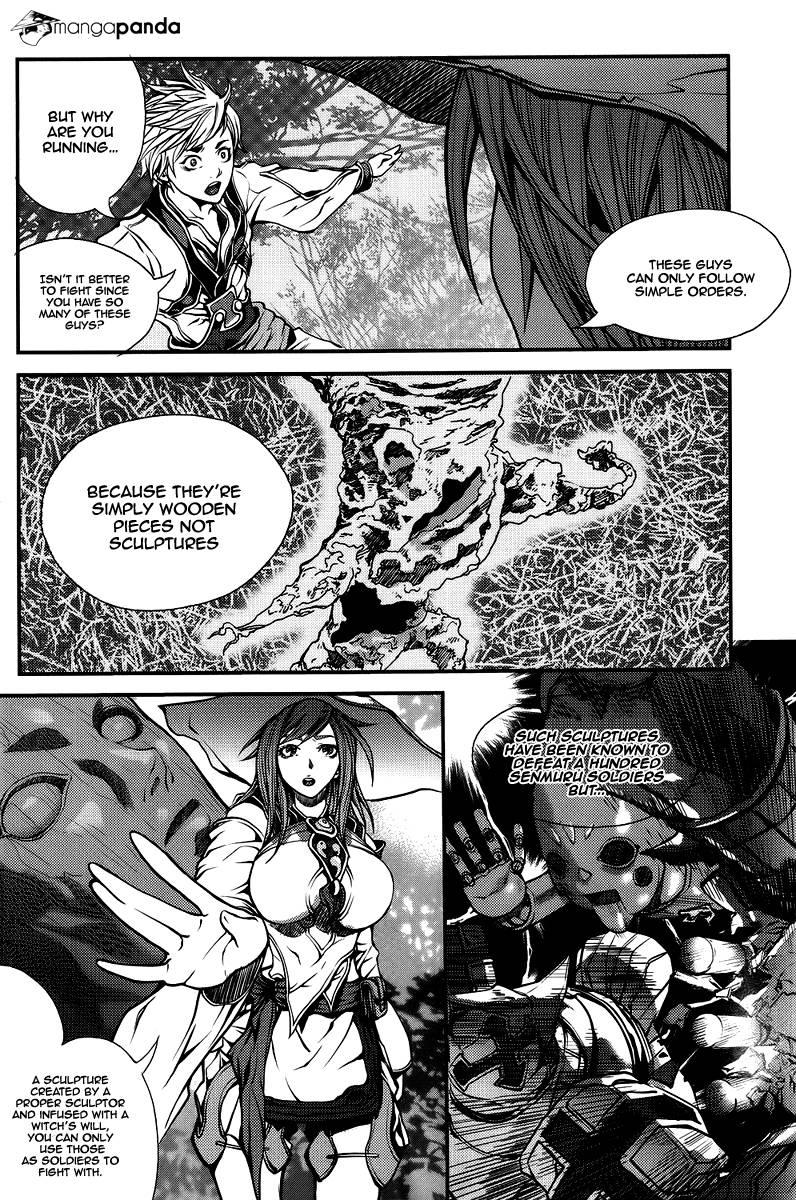 mangapanda
BUT WHY
ARE YOU
RUNNING...
ISN'T IT BETTER
TO FIGHT SINCE
YOU HAVE SO
MANY OF THESE
GUYS?
THESE GUYS
CAN ONLY FOLLOW
SIMPLE ORDERS.
BECAUSE THEY'RE
SIMPLY WOODEN
PIECES NOT
SCULPTURES
A SCULPTURE
CREATED BY A
PROPER SCULPTOR
AND INFUSED WITH A
WITCH'S WILL,
YOU CAN ONLY
USE THOSE
AS SOLDIERS TO
FIGHT WITH.
SUCH SCULPTURES
HAVE BEEN KNOWN TO
DEFEAT A HUNDRED
SENMURU SOLDIERS
BUT...